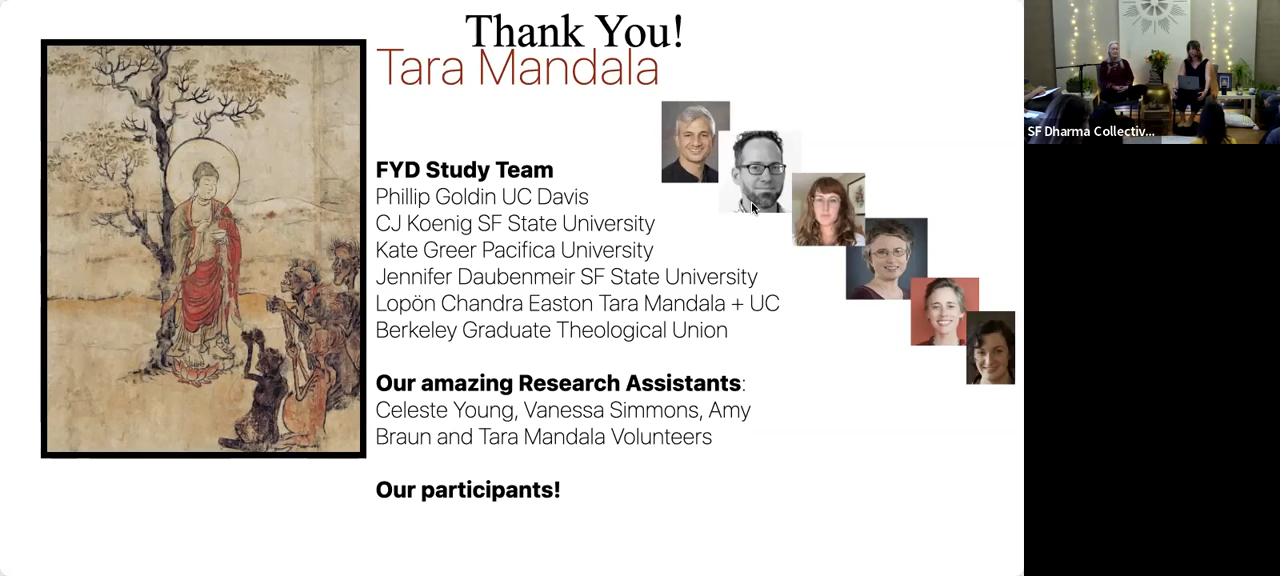 Thank You!
Tara Mandala
FYD Study Team
Phillip Goldin UC Davis
CJ Koenig SF State University
Kate Greer Pacifica University
Jennifer Daubenmeir SF State University
Lopön Chandra Easton Tara Mandala + UC
Berkeley Graduate Theological Union
Our amazing Research Assistants:
Celeste Young, Vanessa Simmons, Amy
Braun and Tara Mandala Volunteers
Our participants!
SF Dharma Collectiv...